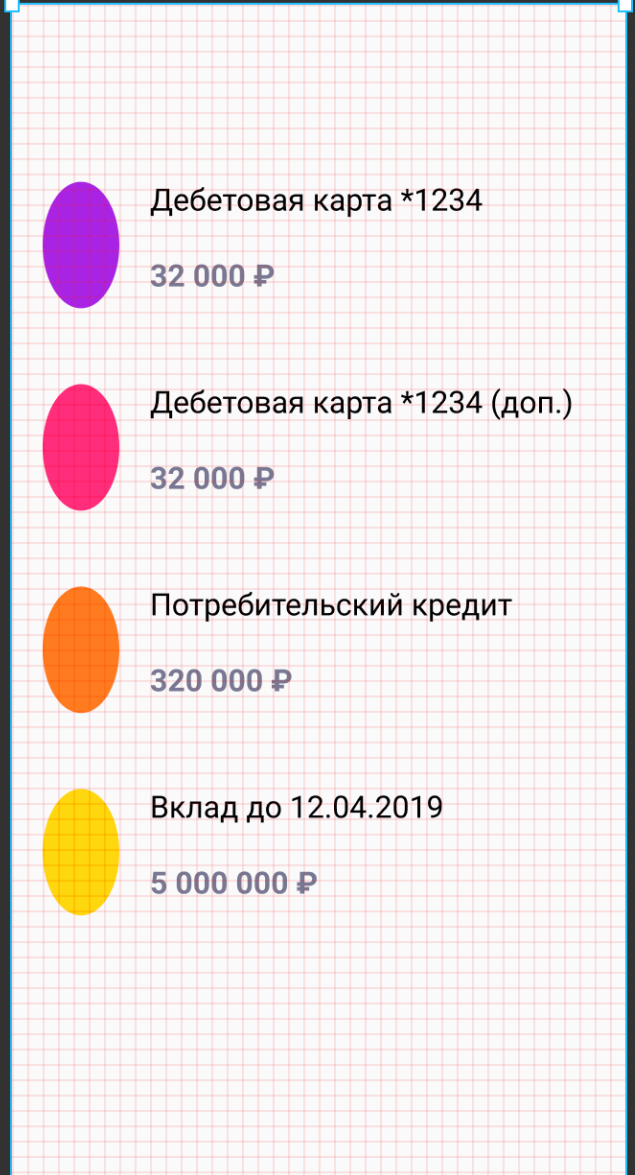 Дебетовая карта *1234
32 000 ₽
Дебетовая карта *1234 (доп.)
32 000 ₽
Потребительский кредит
320 000 ₽
Вклад до 12.04.2019
5 000 000 ₽